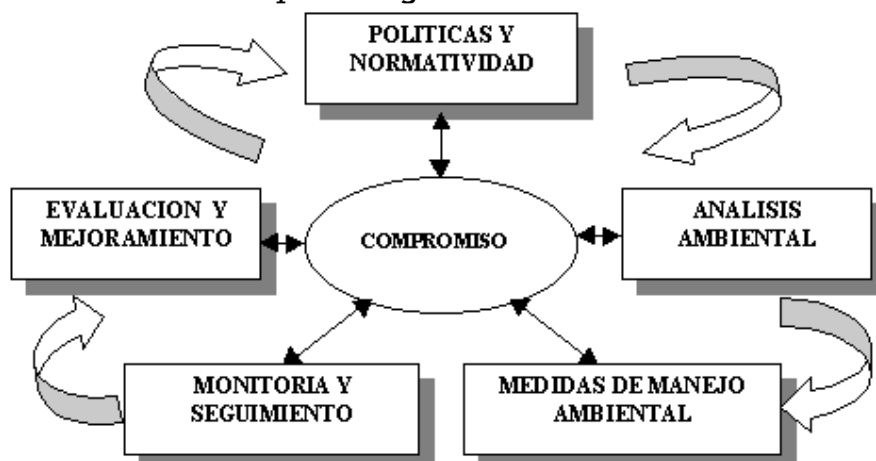 POLITICAS Y
NORMATIVIDAD
EVALUACION Y
MEJORAMIENTO
COMPROMISO
ANALISIS
AMBIENTAL
MONITORIA Y
SEGUIMIENTO
MEDIDAS DE MANEJO
AMBIENTAL